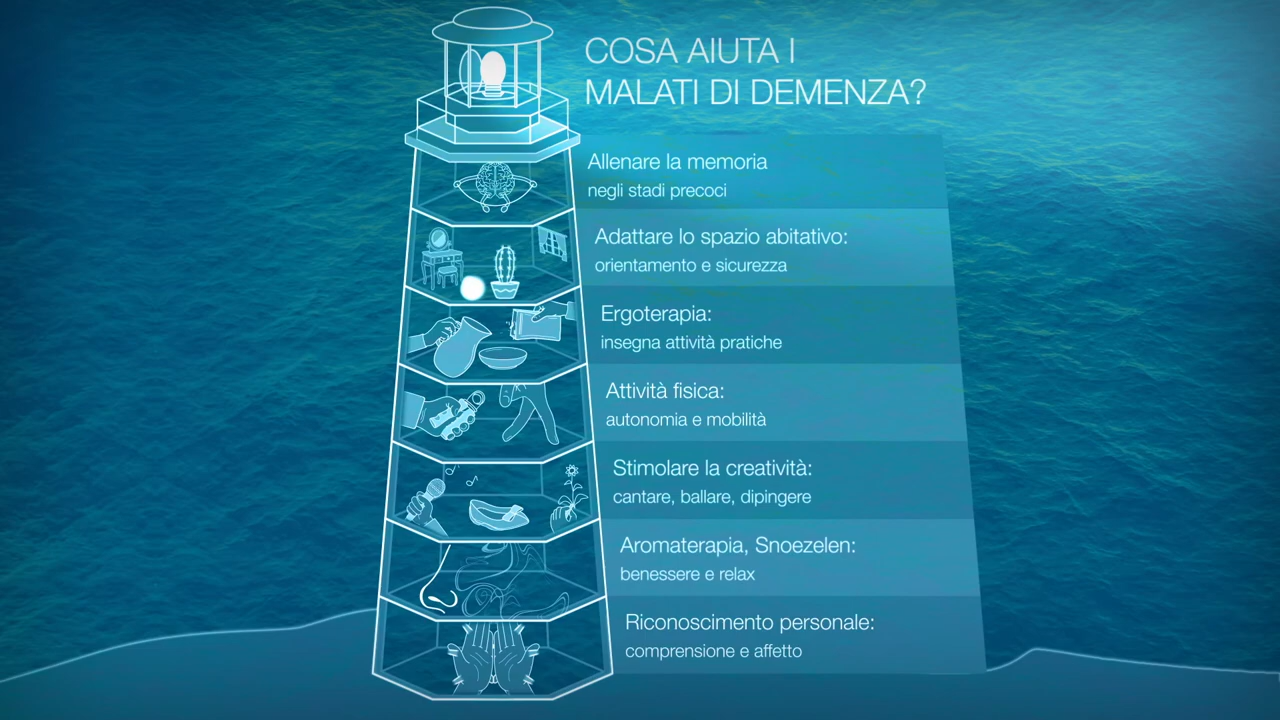 COSA AIUTA I
MALATI DI DEMENZA?
Allenare la memoria
negli stadi precoci
Adattare lo spazio abitativo:
orientamento e sicurezza
Ergoterapia:
insegna attività pratiche
Attività fisica:
autonomia e mobilità
Stimolare la creatività:
cantare, ballare, dipingere
Aromaterapia, Snoezelen:
benessere e relax
Riconoscimento personale:
comprensione e affetto